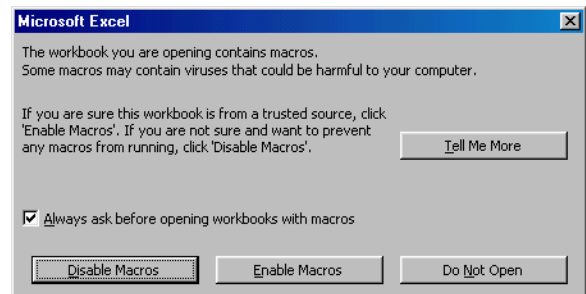 Microsoft Excel
The workbook you are opening contains macros.
Some macros may contain viruses that could be harmful to your computer.
If you are sure this workbook is from a trusted source, click
'Enable Macros'. If you are not sure and want to prevent
any macros from running, click 'Disable Macros'.
Tell Me More
Always ask before opening workbooks with macros
Disable Macros
Enable Macros
Do Not Open